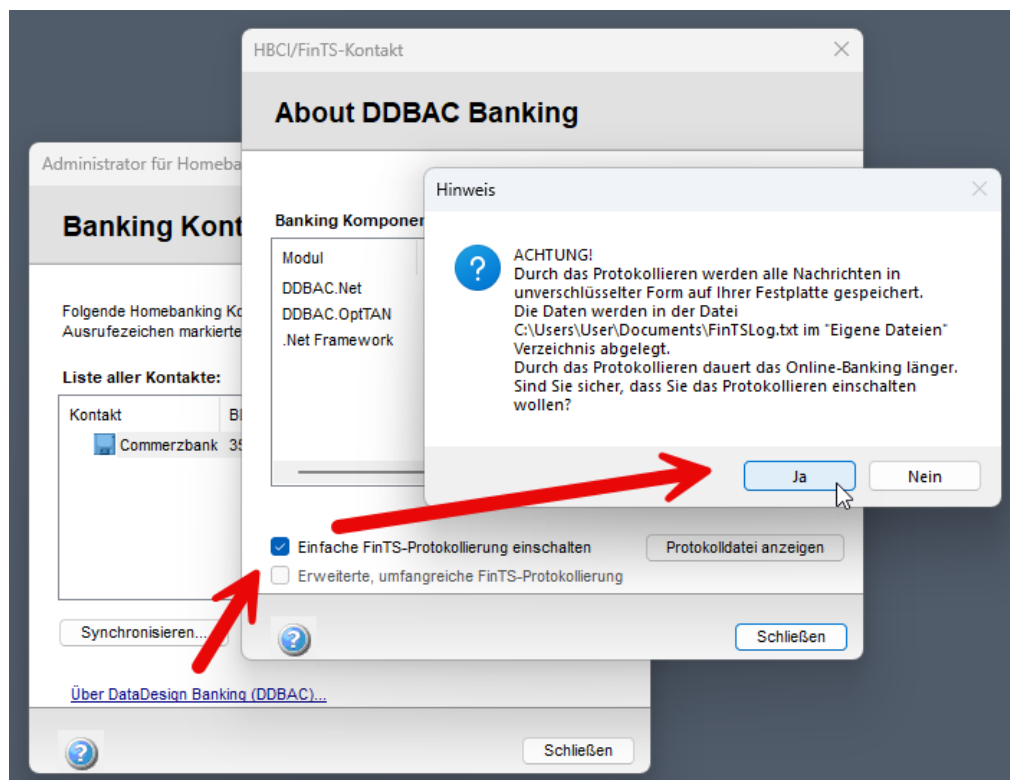 HBCI/FinTS-Kontakt
About DDBAC Banking
Administrator für Homeba
Banking Kont
Folgende Homebanking Ko
Ausrufezeichen markierte
Liste aller Kontakte:
Kontakt
Commerzbank 35
Synchronisieren...
Über DataDesign Banking (DDBAC)...
Schließen
Banking Komponen
Modul
DDBAC.Net
DDBAC.OptTAN
.Net Framework
Einfache FinTS-Protokollierung einschalten
Protokolldatei anzeigen
Erweiterte, umfangreiche FinTS-Protokollierung
Schließen
Hinweis
ACHTUNG!
Durch das Protokollieren werden alle Nachrichten in
unverschlüsselter Form auf Ihrer Festplatte gespeichert.
Die Daten werden in der Datei
C:\Users\User\Documents\FinTSLog.txt im "Eigene Dateien"
Verzeichnis abgelegt.
Durch das Protokollieren dauert das Online-Banking länger.
Sind Sie sicher, dass Sie das Protokollieren einschalten
wollen?
Ja
Nein